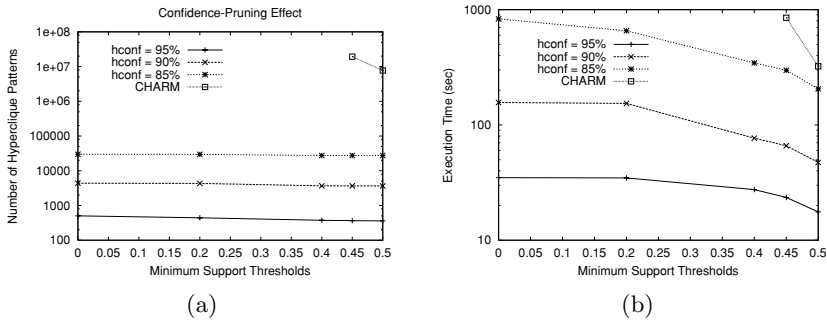 Confidence-Pruning Effect
Number of Hyperclique Patterns
1e+08
1e+07
1e+06
100000
10000
1000
100
hconf = 95%
hconf = 90%
hconf = 85%
CHARM
0 0.05 0.1 0.15 0.2 0.25 0.3 0.35 0.4 0.45 0.5
Minimum Support Thresholds
(a)
Execution Time (sec)
1000
100
10
hconf = 95%
hconf = 90%
hconf = 85%
CHARM
0 0.05 0.1 0.15 0.2 0.25 0.3 0.35 0.4 0.45 0.5
Minimum Support Thresholds
(b)